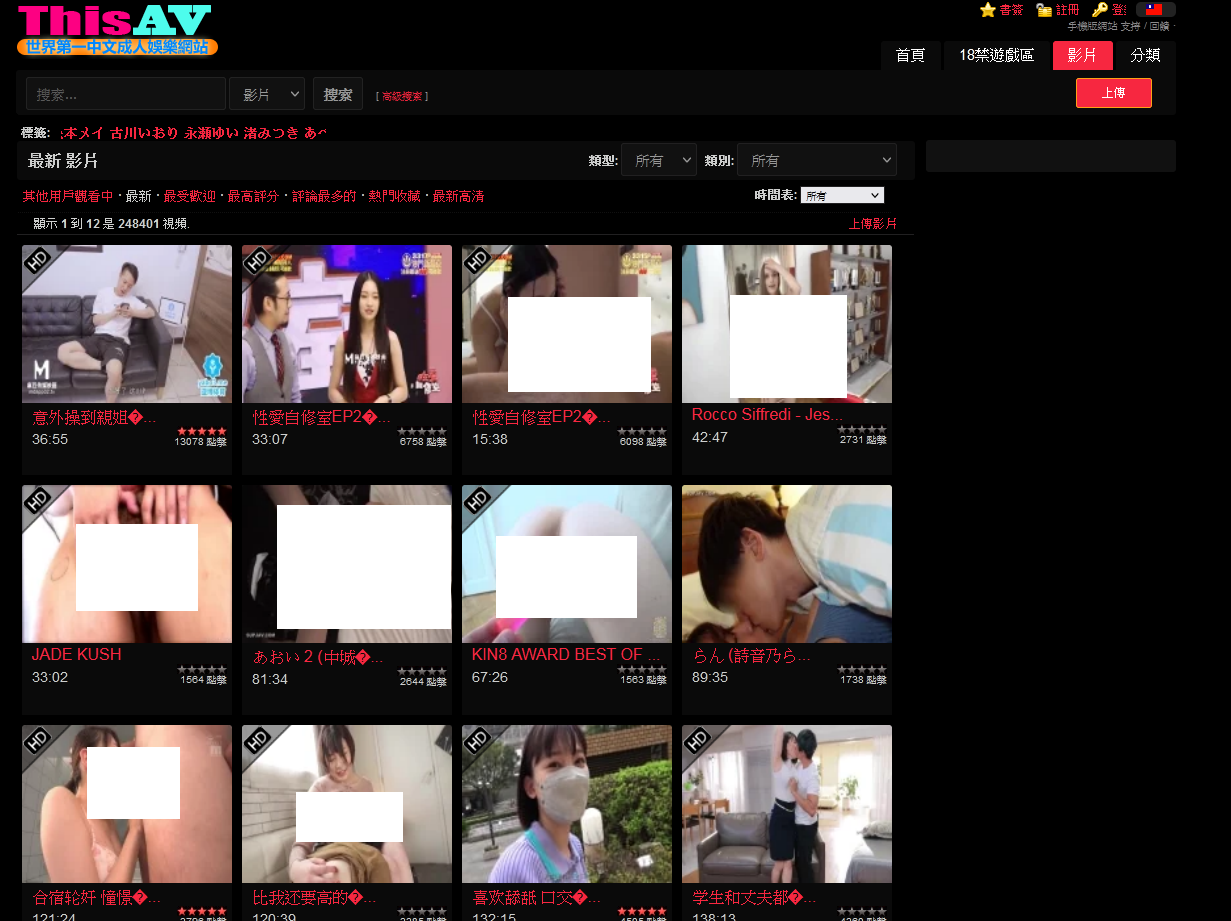 ThisAV
世界第一中文成人娛樂網站
書籤 註冊 登
手機版網站 支持 / 回饋
首頁 18禁遊戲區 影片 分類
搜索... 影片 搜索 [ 高級搜索 ] 上傳
標籤: 本メイ 古川いおり 永瀬ゆい 渚みつき あべ
最新 影片 類型: 所有 類別: 所有
其他用戶觀看中 · 最新 · 最受歡迎 · 最高評分 · 評論最多的 · 熱門收藏 · 最新高清 時間表: 所有
顯示 1 到 12 是 248401 視頻. 上傳影片
HD HD HD
意外操到親姐�... 性愛自修室EP2�... 性愛自修室EP2�... Rocco Siffredi - Jes...
36:55 13078 點擊 33:07 6758 點擊 15:38 6098 點擊 42:47 2731 點擊
HD HD
JADE KUSH あおい 2 (中城�... KIN8 AWARD BEST OF ... らん (詩音乃ら...
33:02 1564 點擊 81:34 2644 點擊 67:26 1563 點擊 89:35 1738 點擊
HD HD HD HD
合宿轮奸 憧憬�... 比我还要高的�... 喜欢舔舐 口交�... 学生和丈夫都�...
121:24 120:39 132:15 138:13